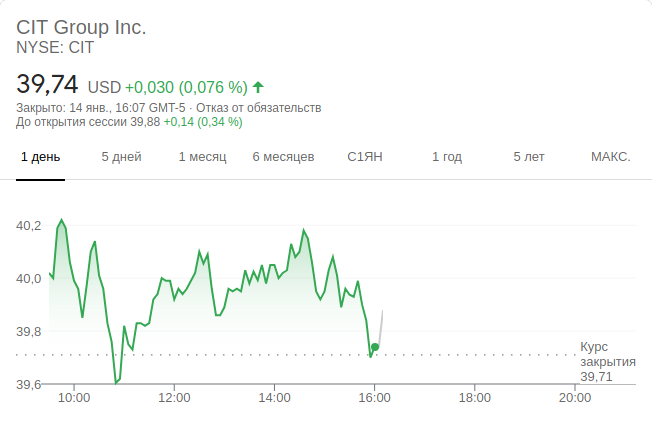 CIT Group Inc.
NYSE: CIT
39,74 USD +0,030 (0,076 %)
Закрыто: 14 янв., 16:07 GMT-5 · Отказ от обязательств
До открытия сессии 39,88 +0,14 (0,34 %)
1 день 5 дней 1 месяц 6 месяцев С1ЯН 1 год 5 лет МАКС.
40,2
40,0
39,8
39,6
Курс
закрытия
39,71
10:00 12:00 14:00 16:00 18:00 20:00